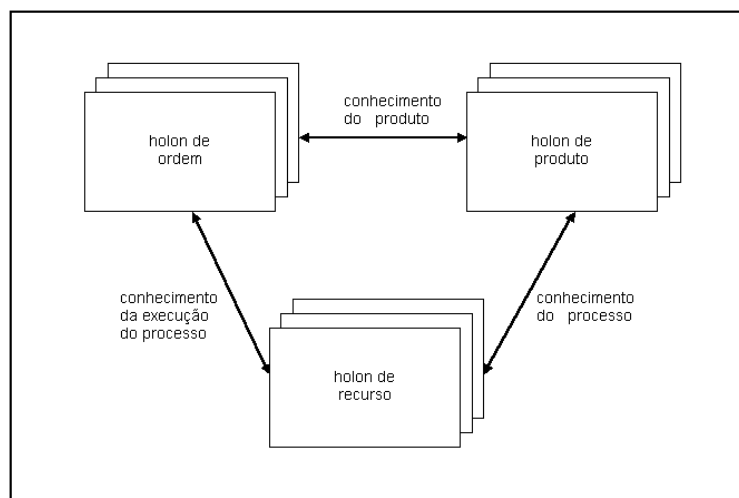 holon de
ordem
conhecimento
do produto
holon de
produto
conhecimento
da execução
do processo
conhecimento
do processo
holon de
recurso